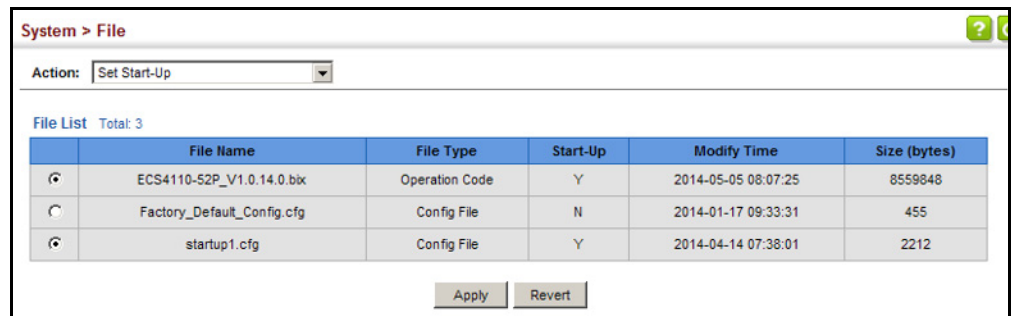 System > File
?
Action: Set Start-Up
File List Total: 3
File Name File Type Start-Up Modify Time Size (bytes)
ECS4110-52P_V1.0.14.0.bix Operation Code Y 2014-05-05 08:07:25 8559848
Factory_Default_Config.cfg Config File N 2014-01-17 09:33:31 455
startup1.cfg Config File Y 2014-04-14 07:38:01 2212
Apply Revert